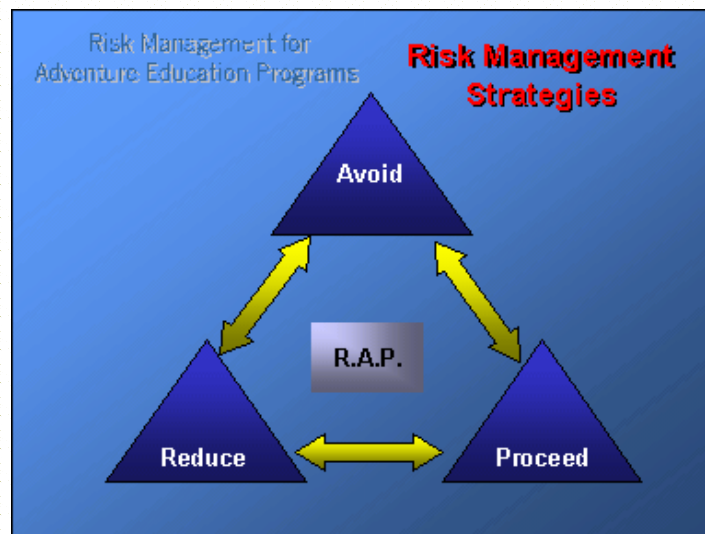 Risk Management for
Adventure Education Programs
Risk Management
Strategies
Avoid
R.A.P.
Reduce
Proceed